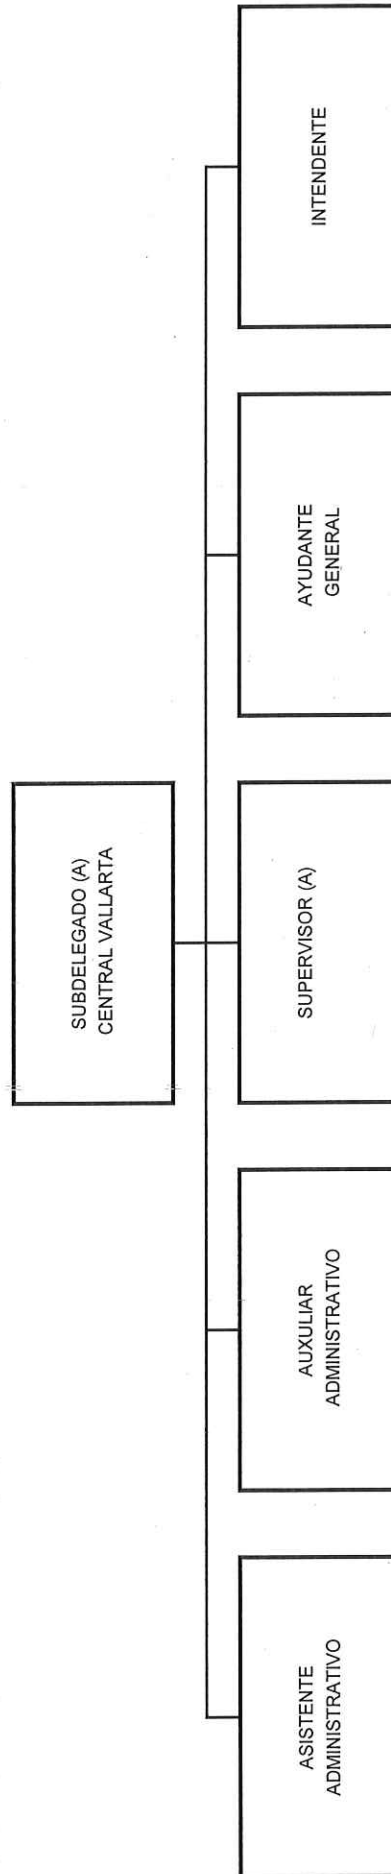 SUBDELEGADO (A)
CENTRAL VALLARTA
ASISTENTE
ADMINISTRATIVO
AUXULIAR
ADMINISTRATIVO
SUPERVISOR (A)
AYUDANTE
GENERAL
INTENDENTE